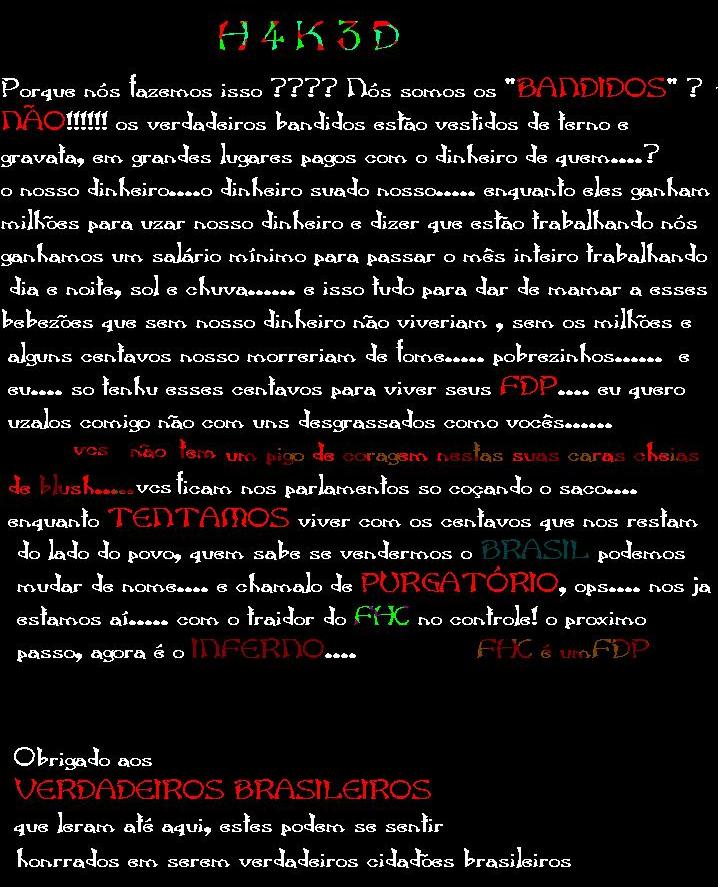 H4K3D
Porque nós fazemos isso ???? Nós somos os "BANDIDOS" ?
NÃO!!!!!! os verdadeiros bandidos estão vestidos de terno e
gravata, em grandes lugares pagos com o dinheiro de quem....?
o nosso dinheiro....o dinheiro suado nosso..... enquanto eles ganham
milhões para uzar nosso dinheiro e dizer que estão trabalhando nós
ganhamos um salário mínimo para passar o mês inteiro trabalhando
dia e noite, sol e chuva...... e isso tudo para dar de mamar a esses
bebezões que sem nosso dinheiro não viveriam , sem os milhões e
alguns centavos nosso morreriam de fome..... pobrezinhos...... e
eu.... so tenhu esses centavos para viver seus FDP.... eu quero
uzalos comigo não com uns desgrassados como vocês......
vcs não tem um pigo de coragem nestas suas caras cheias
de blush.....vcs ficam nos parlamentos so coçando o saco....
enquanto TENTAMOS viver com os centavos que nos restam
do lado do povo, quem sabe se vendermos o BRASIL podemos
mudar de nome.... e chamalo de PURGATÓRIO, ops.... nos ja
estamos aí..... com o traidor do FHC no controle! o proximo
passo, agora é o INFERNO.... FHC é umFDP
Obrigado aos
VERDADEIROS BRASILEIROS
que leram até aqui, estes podem se sentir
honrrados em serem verdadeiros cidatões brasileiros